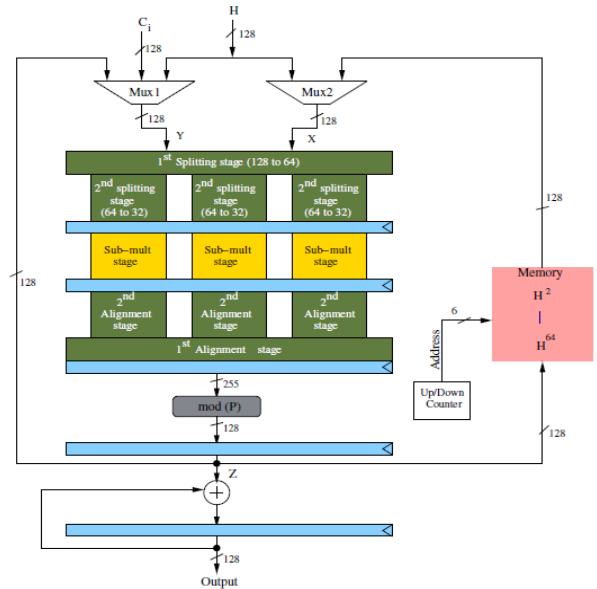 C i
H
128
128
Mux1
Mux2
128
128
Y
X
1st Splitting stage (128 to 64)
2nd splitting stage (64 to 32)
2nd splitting stage (64 to 32)
2nd splitting stage (64 to 32)
128
Sub-mult stage
Sub-mult stage
Sub-mult stage
128
Memory
H 2
|
H 64
6
Address
2nd Alignment stage
2nd Alignment stage
2nd Alignment stage
1st Alignment stage
Up/Down Counter
255
mod (P)
128
128
Z
+
128
Output